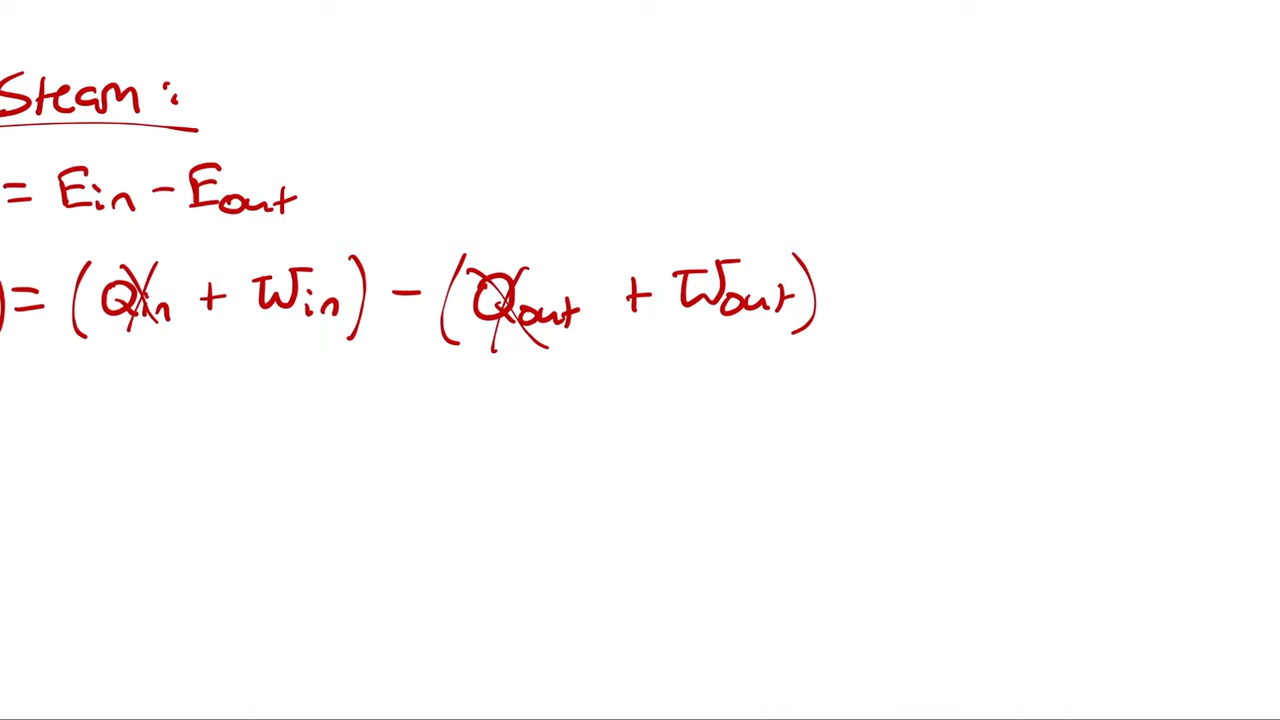 Steam:
= Ein - Eout
) = (Qin + Win) - (Qout + Wout)